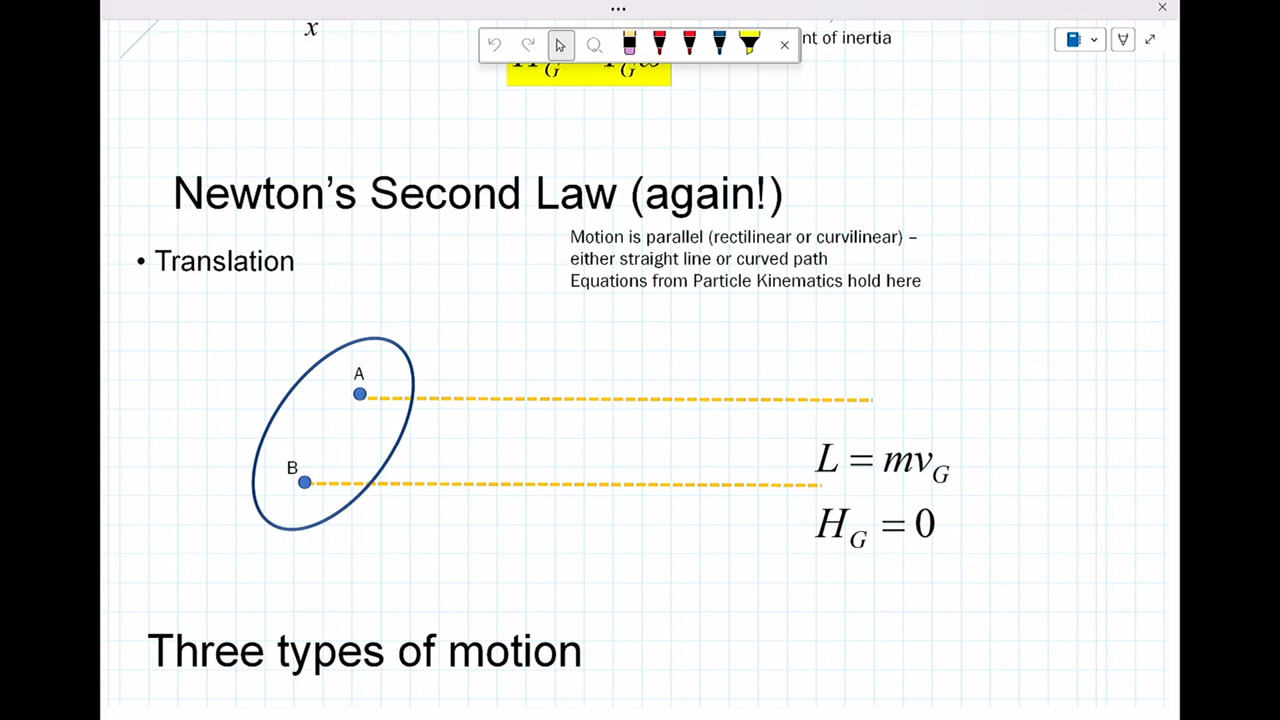 x
nt of inertia
Newton’s Second Law (again!)
Motion is parallel (rectilinear or curvilinear) –
• Translation
either straight line or curved path
Equations from Particle Kinematics hold here
A
B
L = mv_G
H_G = 0
Three types of motion